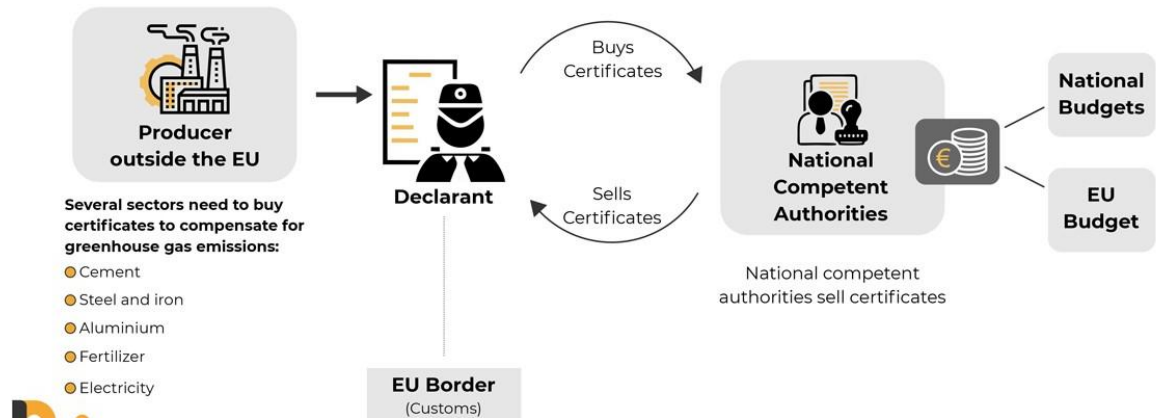 Producer
outside the EU
Several sectors need to buy
certificates to compensate for
greenhouse gas emissions:
Cement
Steel and iron
Aluminium
Fertilizer
Electricity
Declarant
EU Border
(Customs)
Buys
Certificates
Sells
Certificates
National
Competent
Authorities
National competent
authorities sell certificates
€
National
Budgets
EU
Budget